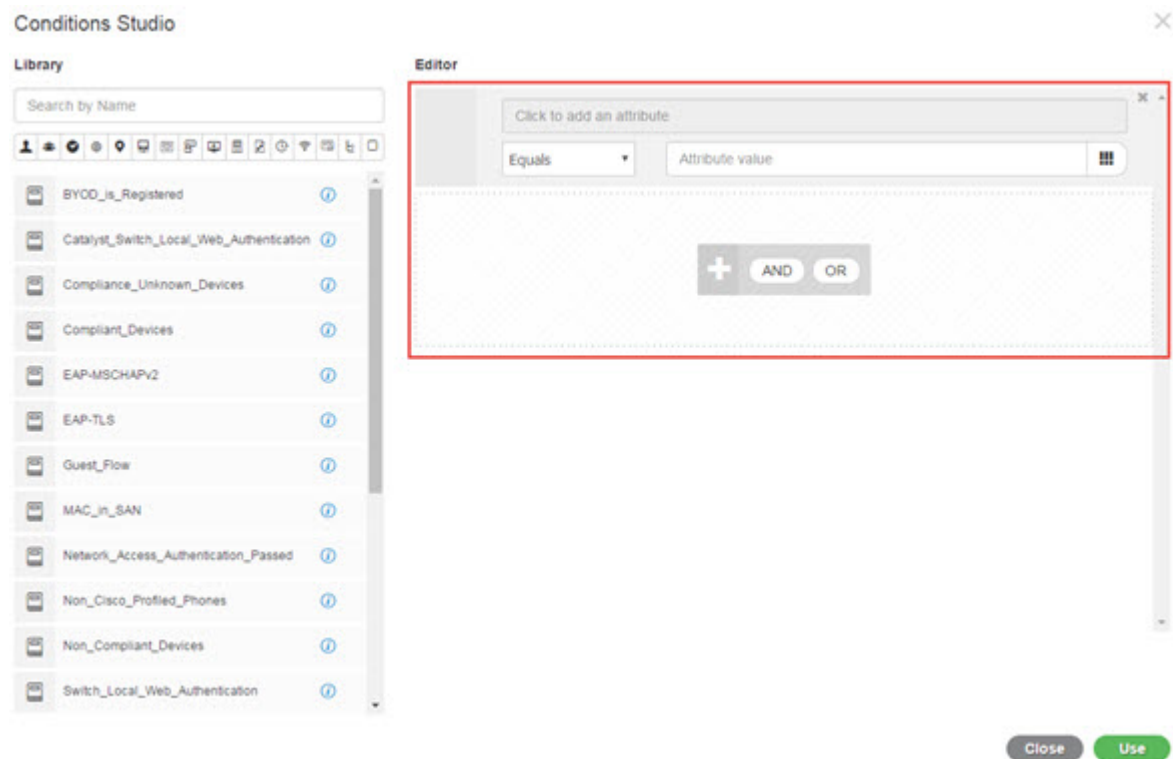 Conditions Studio
Library
Search by Name
BYOD_is_Registered
Catalyst_Switch_Local_Web_Authentication
Compliance_Unknown_Devices
Compliant_Devices
EAP-MSCHAPv2
EAP-TLS
Guest_Flow
MAC_in_SAN
Network_Access_Authentication_Passed
Non_Cisco_Profiled_Phones
Non_Compliant_Devices
Switch_Local_Web_Authentication
Editor
Click to add an attribute
Equals
Attribute value
AND OR
Close Use